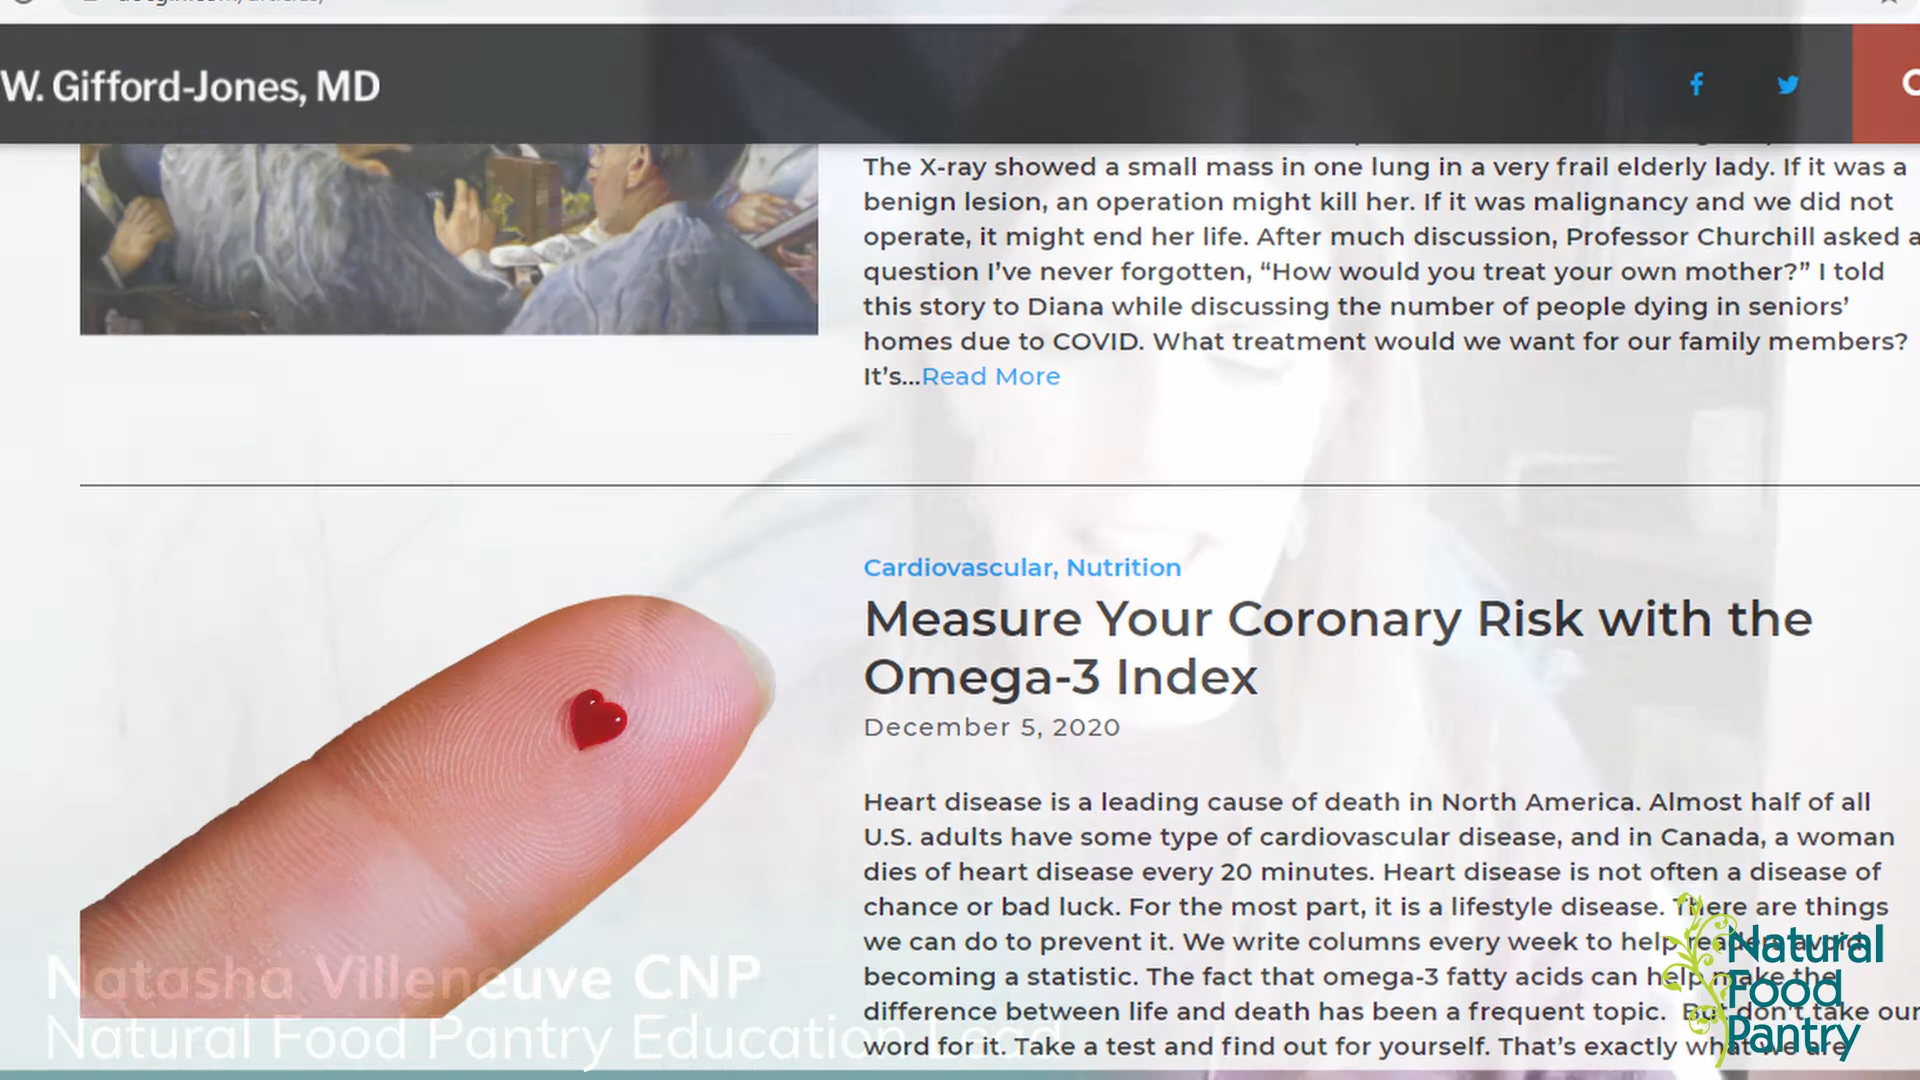 W. Gifford-Jones, MD
The X-ray showed a small mass in one lung in a very frail elderly lady. If it was a
benign lesion, an operation might kill her. If it was malignancy and we did not
operate, it might end her life. After much discussion, Professor Churchill asked a
question I’ve never forgotten, “How would you treat your own mother?” I told
this story to Diana while discussing the number of people dying in seniors’
homes due to COVID. What treatment would we want for our family members?
It’s...Read More
Cardiovascular, Nutrition
Measure Your Coronary Risk with the
Omega-3 Index
December 5, 2020
Heart disease is a leading cause of death in North America. Almost half of all
U.S. adults have some type of cardiovascular disease, and in Canada, a woman
dies of heart disease every 20 minutes. Heart disease is not often a disease of
chance or bad luck. For the most part, it is a lifestyle disease. There are things
we can do to prevent it. We write columns every week to help readers avoid
becoming a statistic. The fact that omega-3 fatty acids can help make the
difference between life and death has been a frequent topic. But don’t take our
word for it. Take a test and find out for yourself. That’s exactly what we are
Natasha Villeneuve CNP
Natural Food Pantry Education Lead
Natural
Food
Pantry